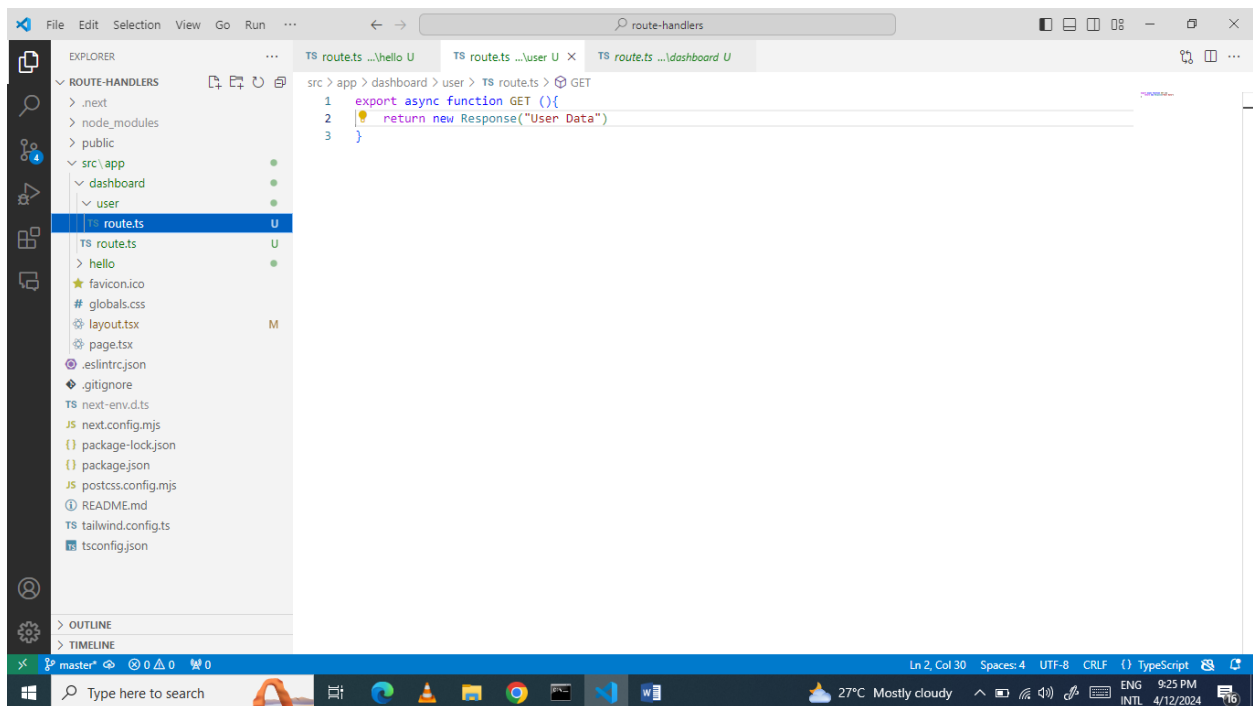 File Edit Selection View Go Run ···
route-handlers
EXPLORER
ROUTE-HANDLERS
.next
node_modules
public
src\app
dashboard
user
TS route.ts U
TS route.ts U
hello
favicon.ico
# globals.css
layout.tsx M
page.tsx
.eslintrc.json
.gitignore
TS next-env.d.ts
JS next.config.mjs
{} package-lock.json
{} package.json
JS postcss.config.mjs
README.md
TS tailwind.config.ts
tsconfig.json
OUTLINE
TIMELINE
TS route.ts ...\hello U TS route.ts ...\user U TS route.ts ...\dashboard U
src > app > dashboard > user > TS route.ts > GET
1 export async function GET (){
2 return new Response("User Data")
3 }
4
master* 0 0 0 Ln 2, Col 30 Spaces: 4 UTF-8 CRLF {} TypeScript
Type here to search
27°C Mostly cloudy
ENG
INTL
9:25 PM
4/12/2024
16